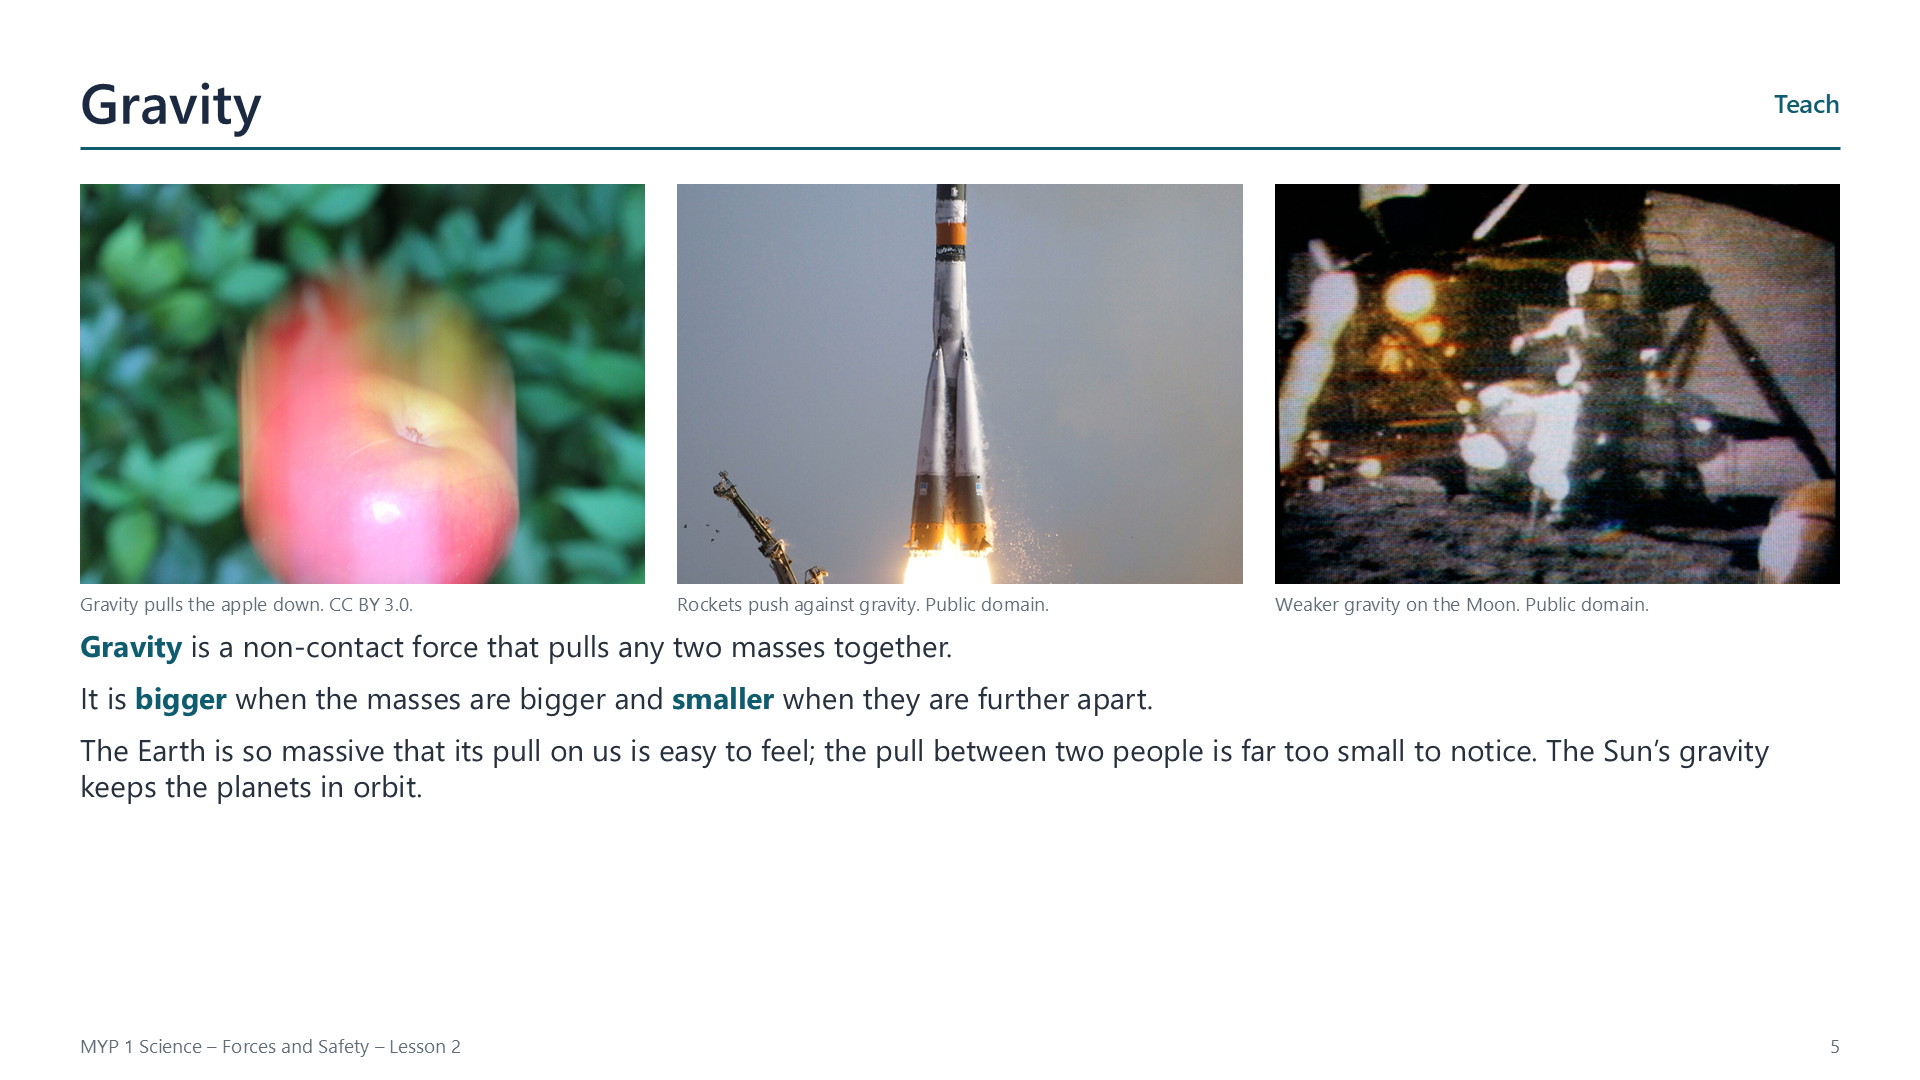 Gravity
Teach
Gravity pulls the apple down. CC BY 3.0.
Rockets push against gravity. Public domain.
Weaker gravity on the Moon. Public domain.
Gravity is a non-contact force that pulls any two masses together.
It is bigger when the masses are bigger and smaller when they are further apart.
The Earth is so massive that its pull on us is easy to feel; the pull between two people is far too small to notice. The Sun’s gravity
keeps the planets in orbit.
MYP 1 Science – Forces and Safety – Lesson 2
5